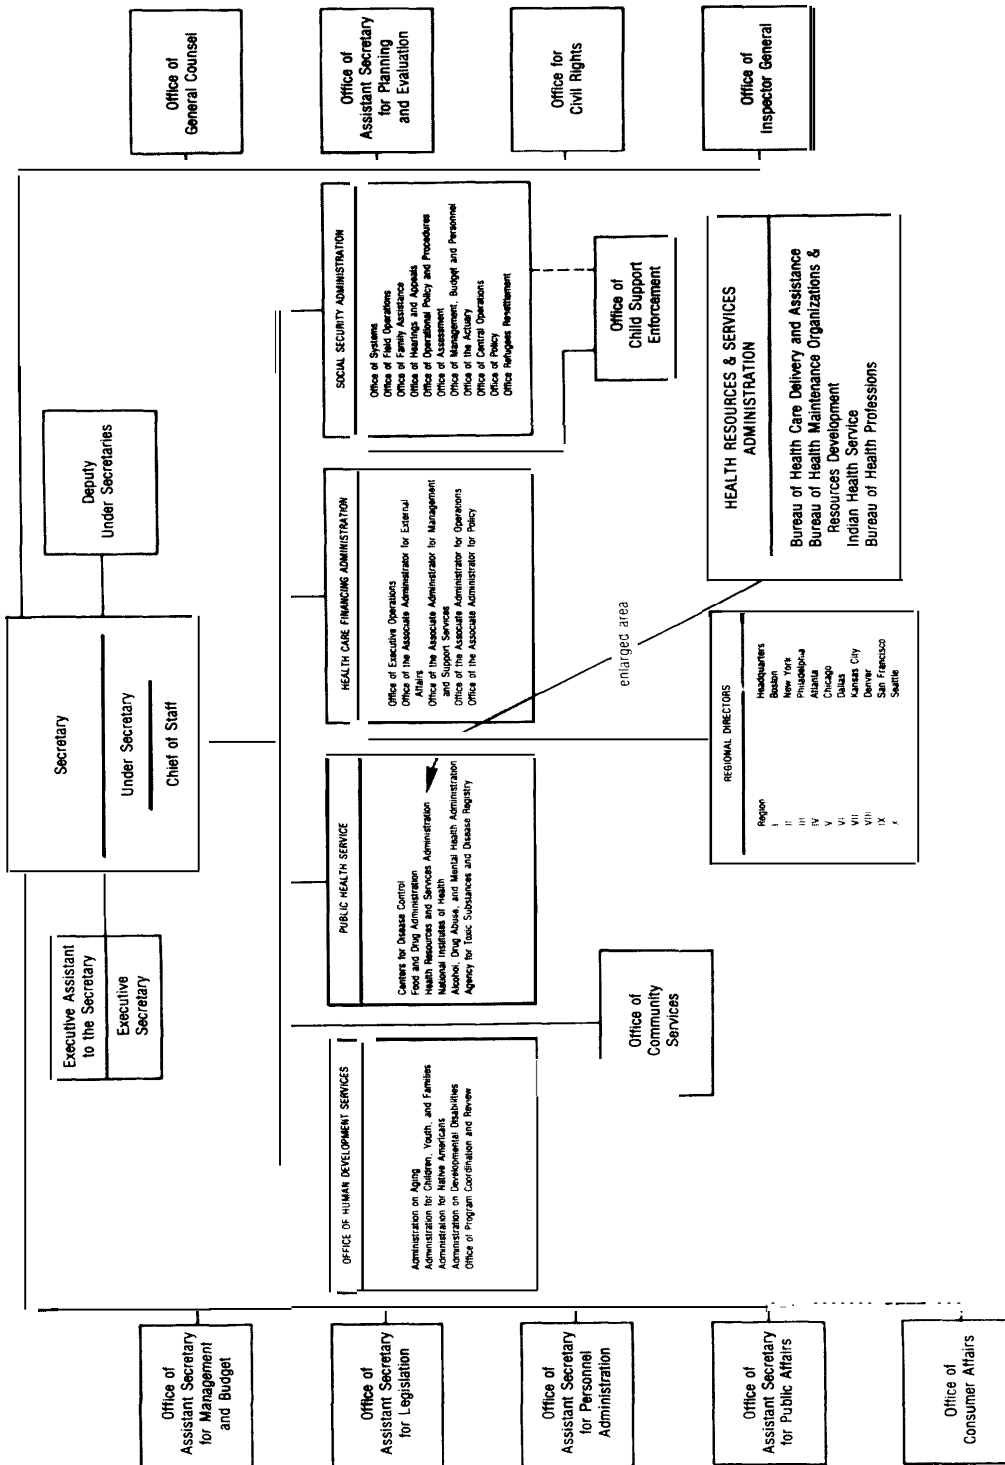 Secretary
Under Secretary
Chief of Staff
Executive Assistant
to the Secretary
Executive
Secretary
Deputy
Under Secretaries
Office of
Assistant Secretary
for Management
and Budget
Office of
Assistant Secretary
for Legislation
Office of
Assistant Secretary
for Personnel
Administration
Office of
Assistant Secretary
for Public Affairs
Office of
Consumer Affairs
Office of
General Counsel
Office of
Assistant Secretary
for Planning
and Evaluation
Office for
Civil Rights
Office of
Inspector General
OFFICE OF HUMAN DEVELOPMENT SERVICES
Administration on Aging
Administration for Children, Youth, and Families
Administration for Native Americans
Administration on Developmental Disabilities
Office of Program Coordination and Review
PUBLIC HEALTH SERVICE
Centers for Disease Control
Food and Drug Administration
Health Resources and Services Administration
National Institutes of Health
Alcohol, Drug Abuse, and Mental Health Administration
Agency for Toxic Substances and Disease Registry
HEALTH CARE FINANCING ADMINISTRATION
Office of Executive Operations
Office of the Associate Administrator for External
Affairs
Office of the Associate Administrator for Management
and Support Services
Office of the Associate Administrator for Operations
Office of the Associate Administrator for Policy
SOCIAL SECURITY ADMINISTRATION
Office of Systems
Office of Field Operations
Office of Family Assistance
Office of Hearings and Appeals
Office of Operational Policy and Procedures
Office of Assessment
Office of Management, Budget and Personnel
Office of the Actuary
Office of Central Operations
Office of Policy
Office Refugees Resettlement
Office of
Community
Services
Office of
Child Support
Enforcement
enlarged area
REGIONAL DIRECTORS
Region Headquarters
I Boston
II New York
III Philadelphia
IV Atlanta
V Chicago
VI Dallas
VII Kansas City
VIII Denver
IX San Francisco
X Seattle
HEALTH RESOURCES & SERVICES
ADMINISTRATION
Bureau of Health Care Delivery and Assistance
Bureau of Health Maintenance Organizations &
Resources Development
Indian Health Service
Bureau of Health Professions